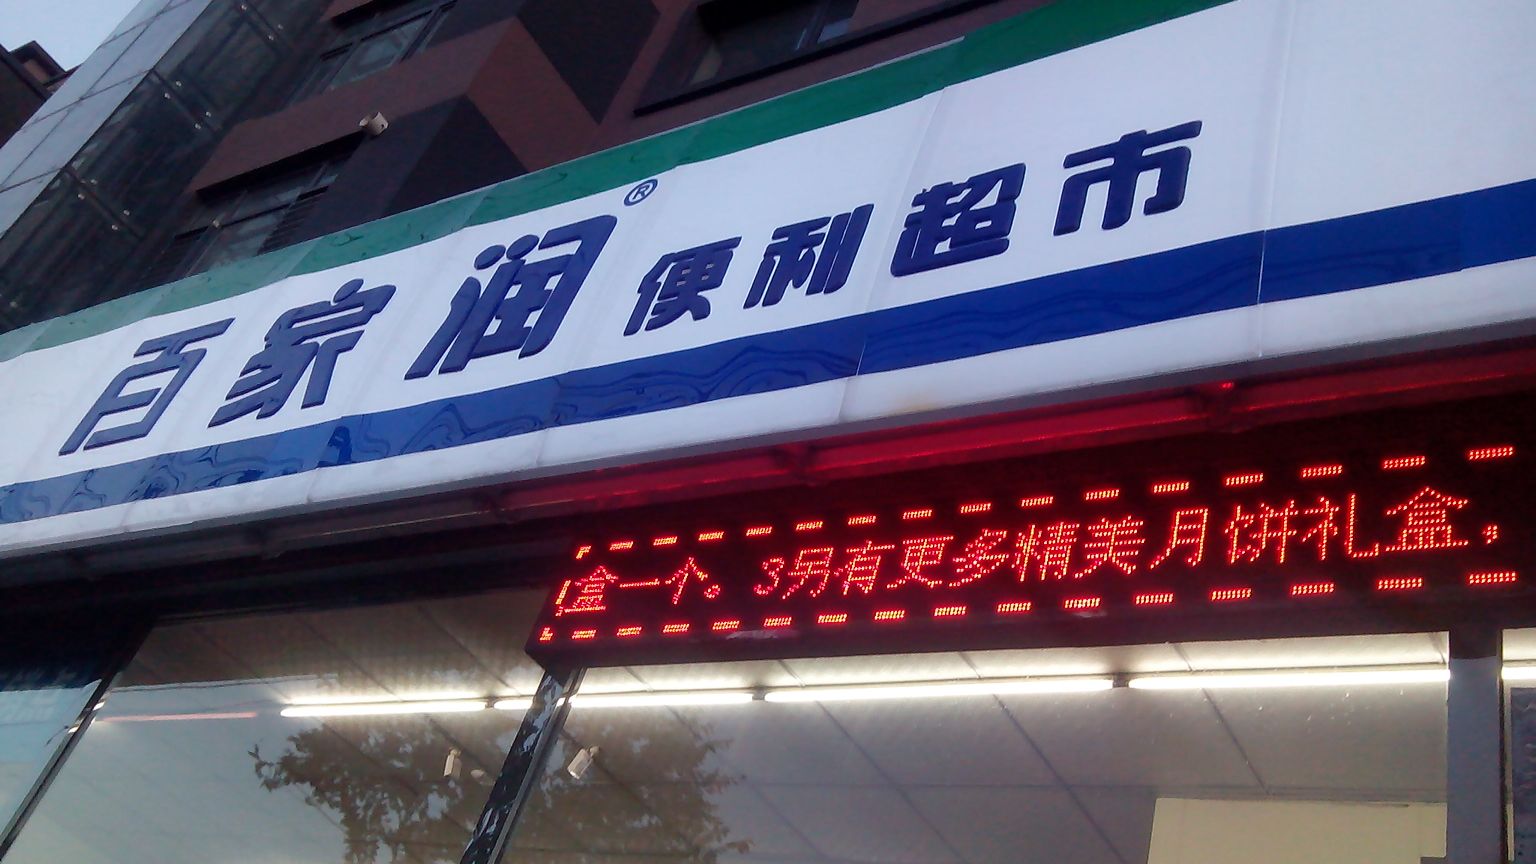 百家润® 便利超市
盒一个。3另有更多精美月饼礼盒，